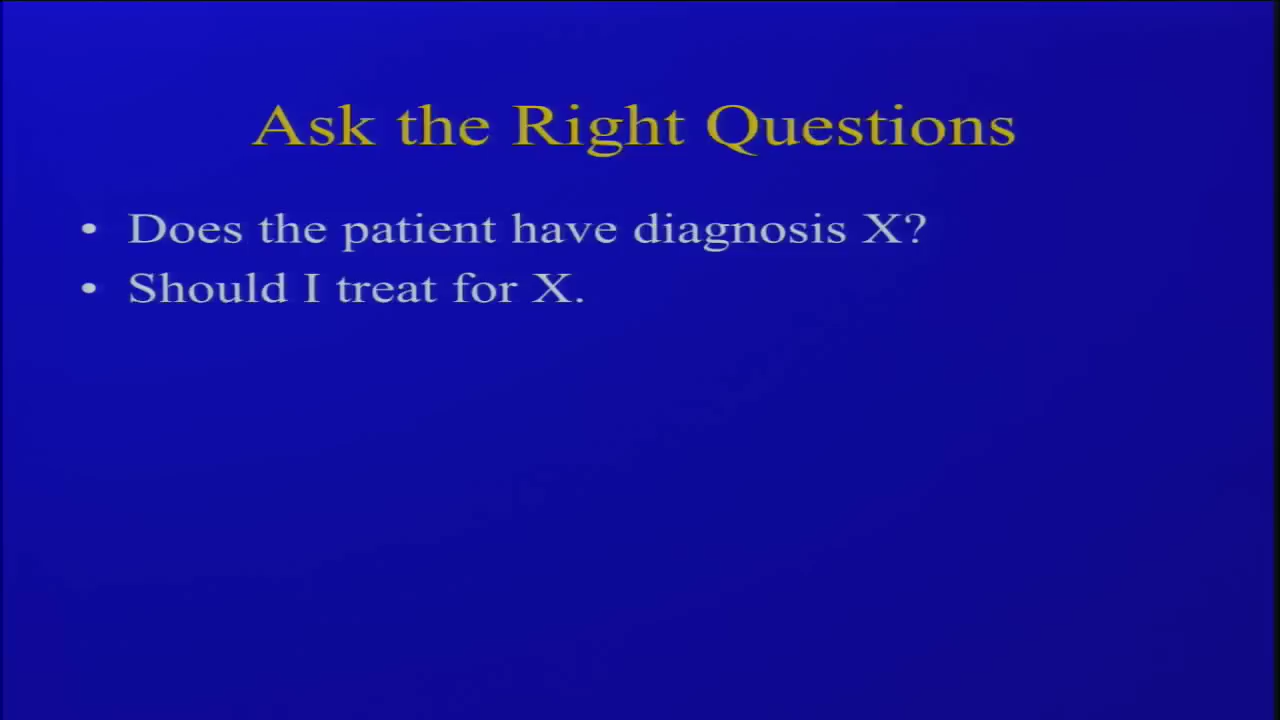 Ask the Right Questions
• Does the patient have diagnosis X?
• Should I treat for X.